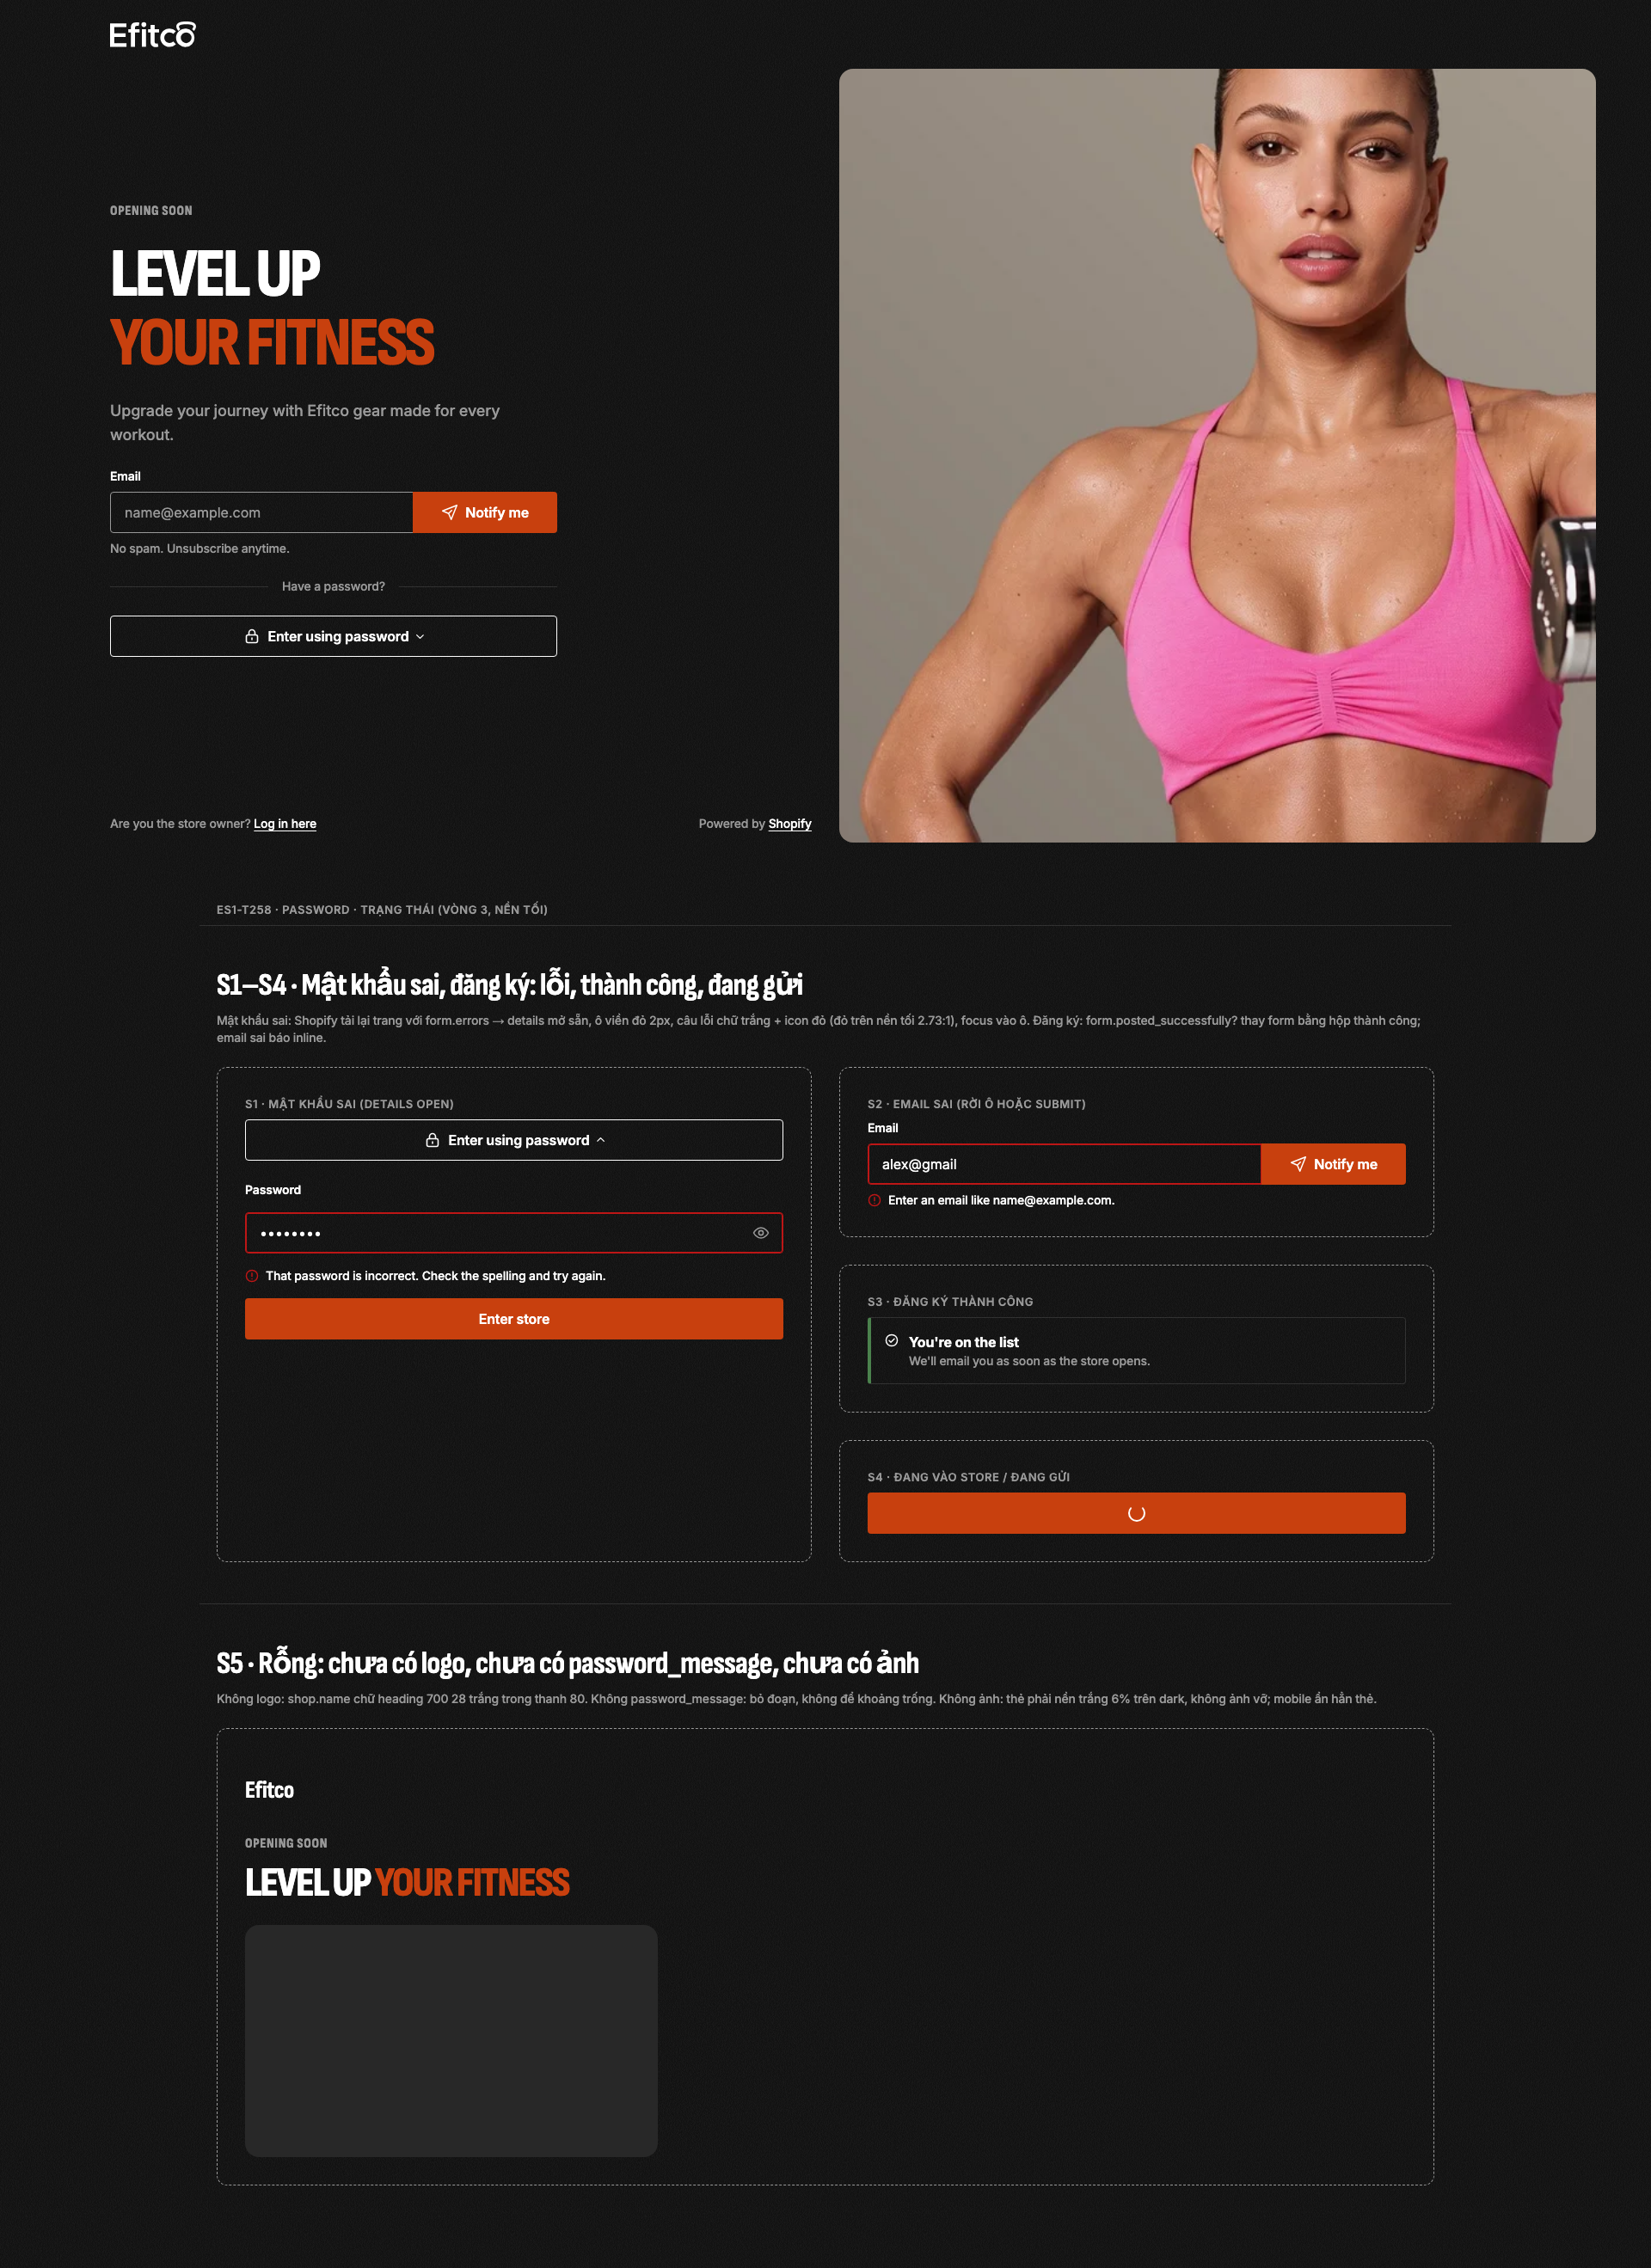 Efitco
OPENING SOON
LEVEL UP
YOUR FITNESS
Upgrade your journey with Efitco gear made for every
workout.
Email
name@example.com
Notify me
No spam. Unsubscribe anytime.
Have a password?
Enter using password
Are you the store owner? Log in here
Powered by Shopify
ES1-T258 · PASSWORD · TRẠNG THÁI (VÒNG 3, NỀN TỐI)
S1–S4 · Mật khẩu sai, đăng ký: lỗi, thành công, đang gửi
Mật khẩu sai: Shopify tải lại trang với form.errors → details mở sẵn, ô viền đỏ 2px, câu lỗi chữ trắng + icon đỏ (đỏ trên nền tối 2.73:1), focus vào ô. Đăng ký: form.posted_successfully? thay form bằng hộp thành công;
email sai báo inline.
S1 · MẬT KHẨU SAI (DETAILS OPEN)
Enter using password
Password
••••••••
That password is incorrect. Check the spelling and try again.
Enter store
S2 · EMAIL SAI (RỜI Ô HOẶC SUBMIT)
Email
alex@gmail
Notify me
Enter an email like name@example.com.
S3 · ĐĂNG KÝ THÀNH CÔNG
You're on the list
We'll email you as soon as the store opens.
S4 · ĐANG VÀO STORE / ĐANG GỬI
S5 · Rỗng: chưa có logo, chưa có password_message, chưa có ảnh
Không logo: shop.name chữ heading 700 28 trắng trong thanh 80. Không password_message: bỏ đoạn, không để khoảng trống. Không ảnh: thẻ phải nền trắng 6% trên dark, không ảnh vỡ; mobile ẩn hẳn thẻ.
Efitco
OPENING SOON
LEVEL UP YOUR FITNESS